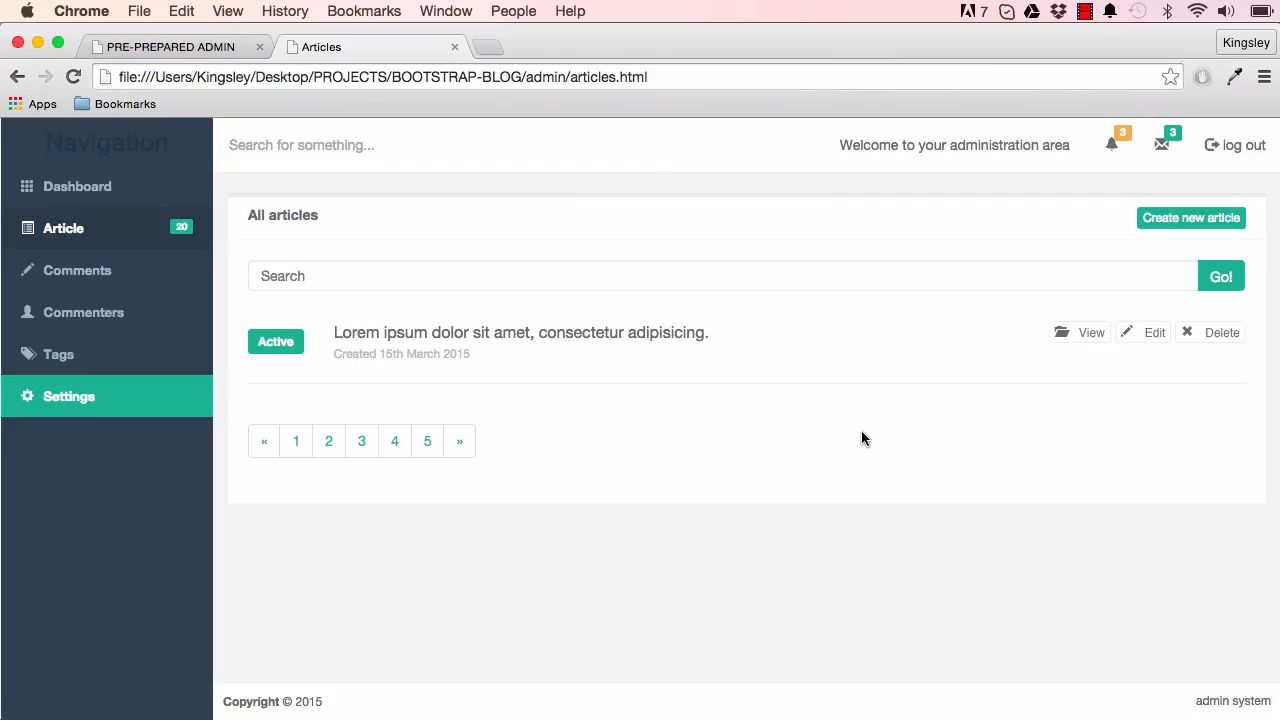 Chrome File Edit View History Bookmarks Window People Help 7
PRE-PREPARED ADMIN × Articles × Kingsley
file:///Users/Kingsley/Desktop/PROJECTS/BOOTSTRAP-BLOG/admin/articles.html
Apps Bookmarks
Navigation
Dashboard
Article 20
Comments
Commenters
Tags
Settings
Search for something... Welcome to your administration area 3 3 log out
All articles Create new article
Search Go!
Active Lorem ipsum dolor sit amet, consectetur adipisicing. View Edit Delete
Created 15th March 2015
« 1 2 3 4 5 »
Copyright © 2015 admin system